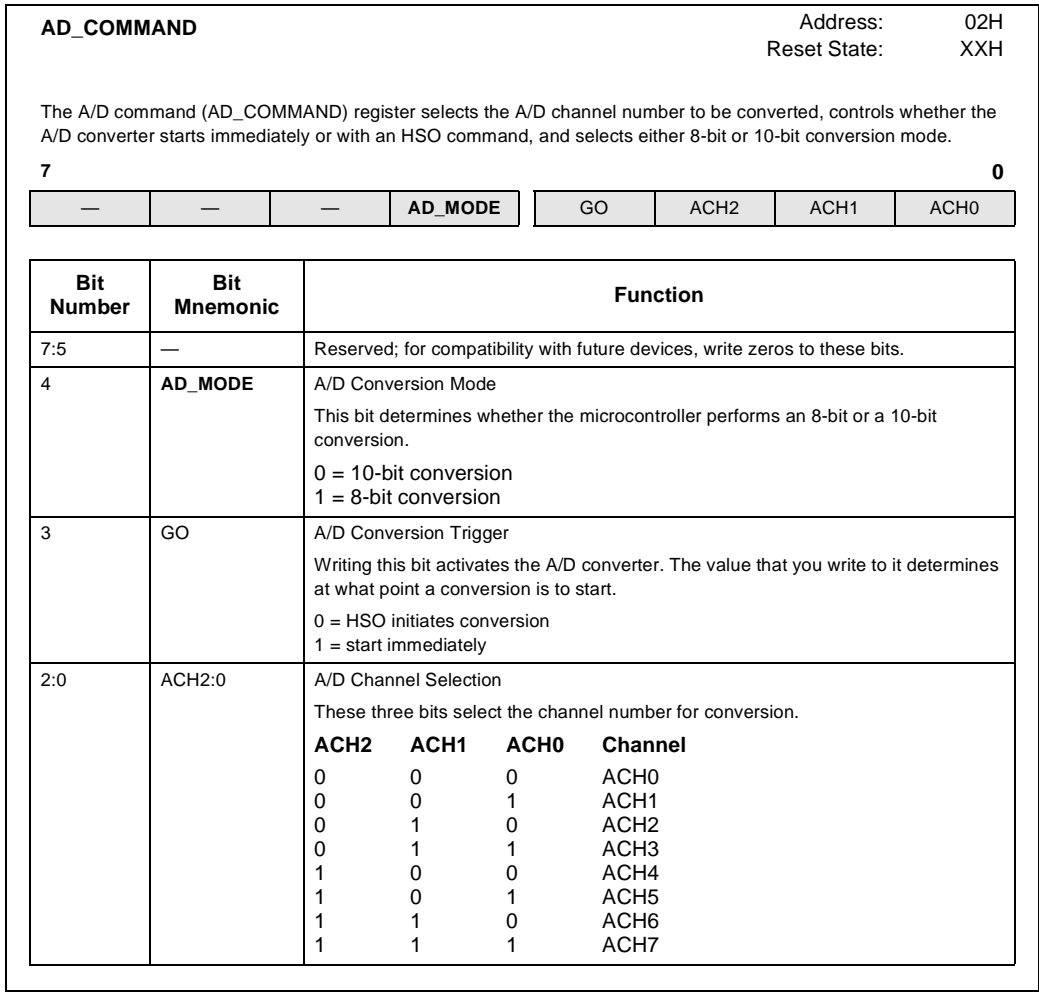 AD_COMMAND Address: 02H
Reset State: XXH
The A/D command (AD_COMMAND) register selects the A/D channel number to be converted, controls whether the
A/D converter starts immediately or with an HSO command, and selects either 8-bit or 10-bit conversion mode.
7 0
— — — AD_MODE GO ACH2 ACH1 ACH0
Bit Number Bit Mnemonic Function
7:5 — Reserved; for compatibility with future devices, write zeros to these bits.
4 AD_MODE A/D Conversion Mode
This bit determines whether the microcontroller performs an 8-bit or a 10-bit
conversion.
0 = 10-bit conversion
1 = 8-bit conversion
3 GO A/D Conversion Trigger
Writing this bit activates the A/D converter. The value that you write to it determines
at what point a conversion is to start.
0 = HSO initiates conversion
1 = start immediately
2:0 ACH2:0 A/D Channel Selection
These three bits select the channel number for conversion.
ACH2 ACH1 ACH0 Channel
0 0 0 ACH0
0 0 1 ACH1
0 1 0 ACH2
0 1 1 ACH3
1 0 0 ACH4
1 0 1 ACH5
1 1 0 ACH6
1 1 1 ACH7